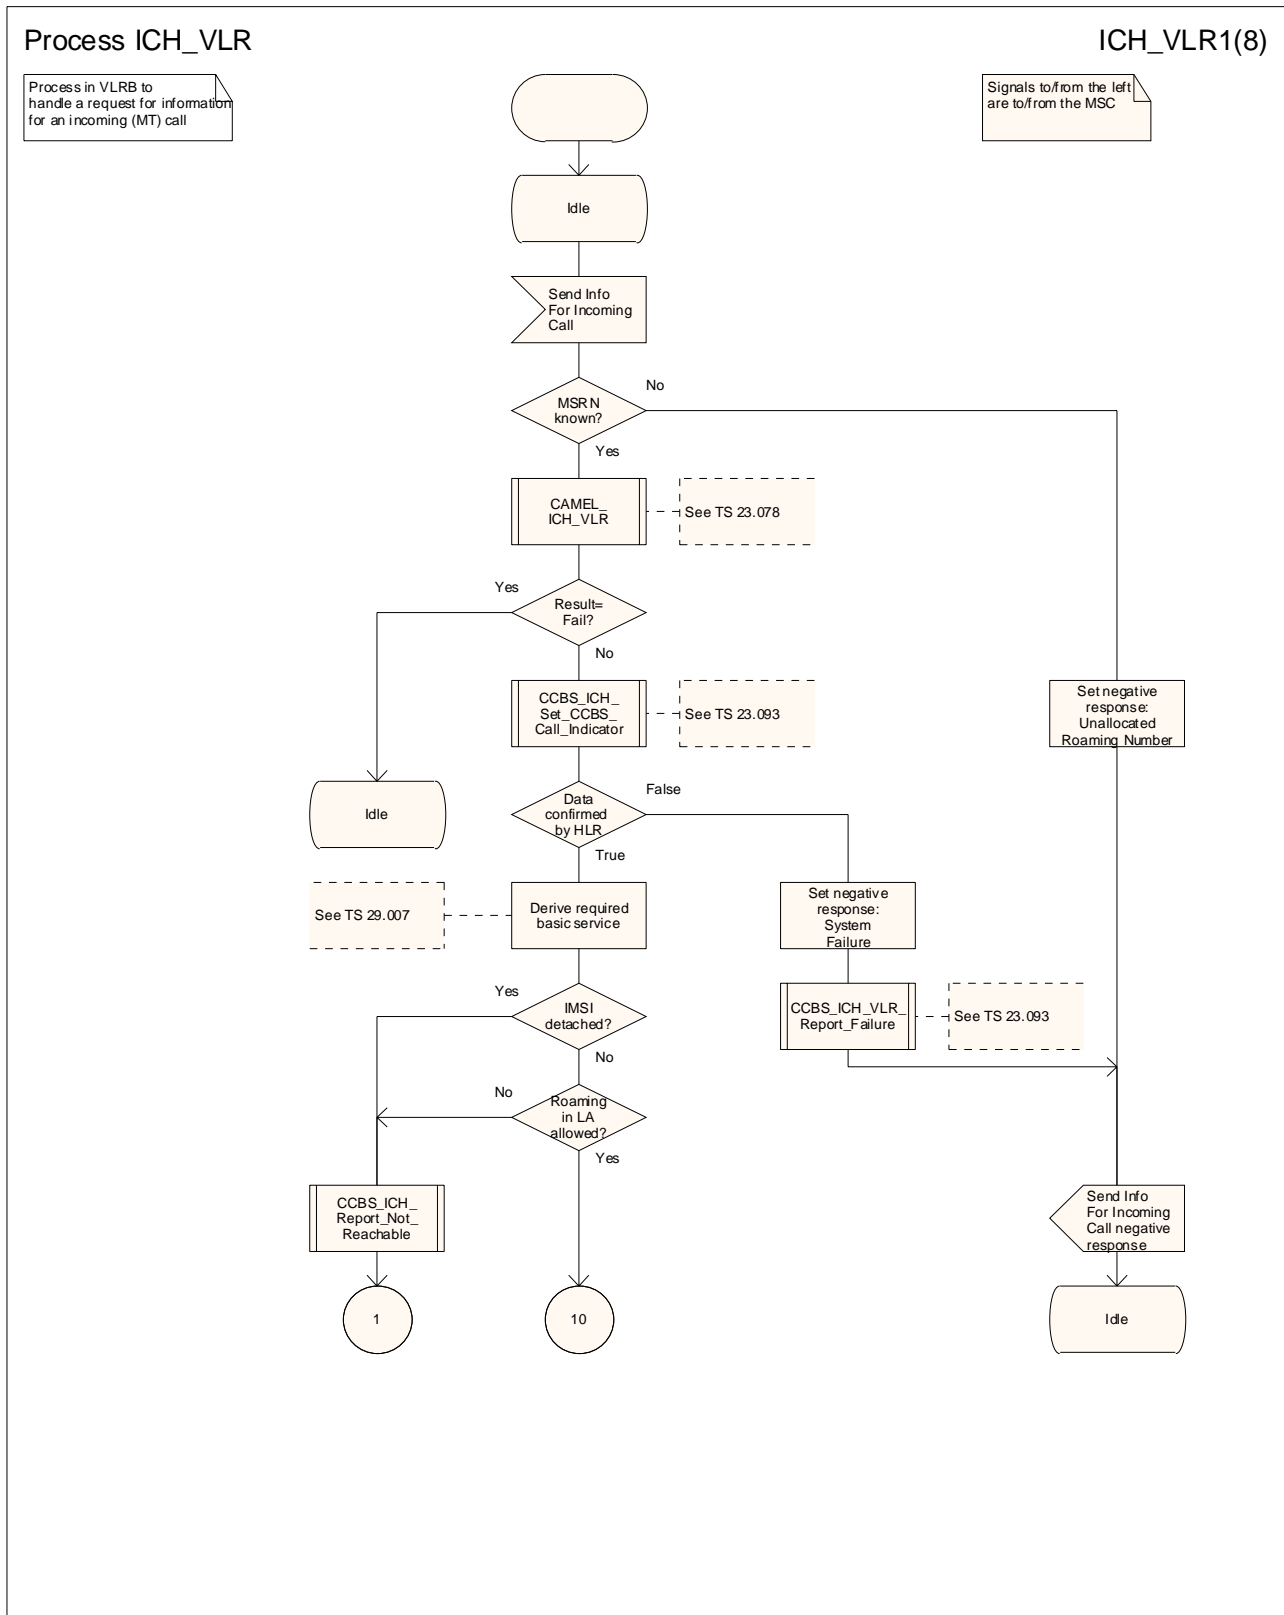 Process ICH_VLR
ICH_VLR1(8)
Process in VLRB to
handle a request for information
for an incoming (MT) call
Signals to/from the left
are to/from the MSC
Idle
Send Info
For Incoming
Call
No
MSRN
known?
Yes
CAMEL_
ICH_VLR
See TS 23.078
Yes
Result=
Fail?
No
CCBS_ICH_
Set_CCBS_
Call_Indicator
See TS 23.093
Set negative
response:
Unallocated
Roaming Number
Idle
False
Data
confirmed
by HLR
True
See TS 29.007
Derive required
basic service
Set negative
response:
System
Failure
Yes
IMSI
detached?
No
CCBS_ICH_VLR_
Report_Failure
See TS 23.093
No
Roaming
in LA
allowed?
Yes
CCBS_ICH_
Report_Not_
Reachable
Send Info
For Incoming
Call negative
response
1
10
Idle